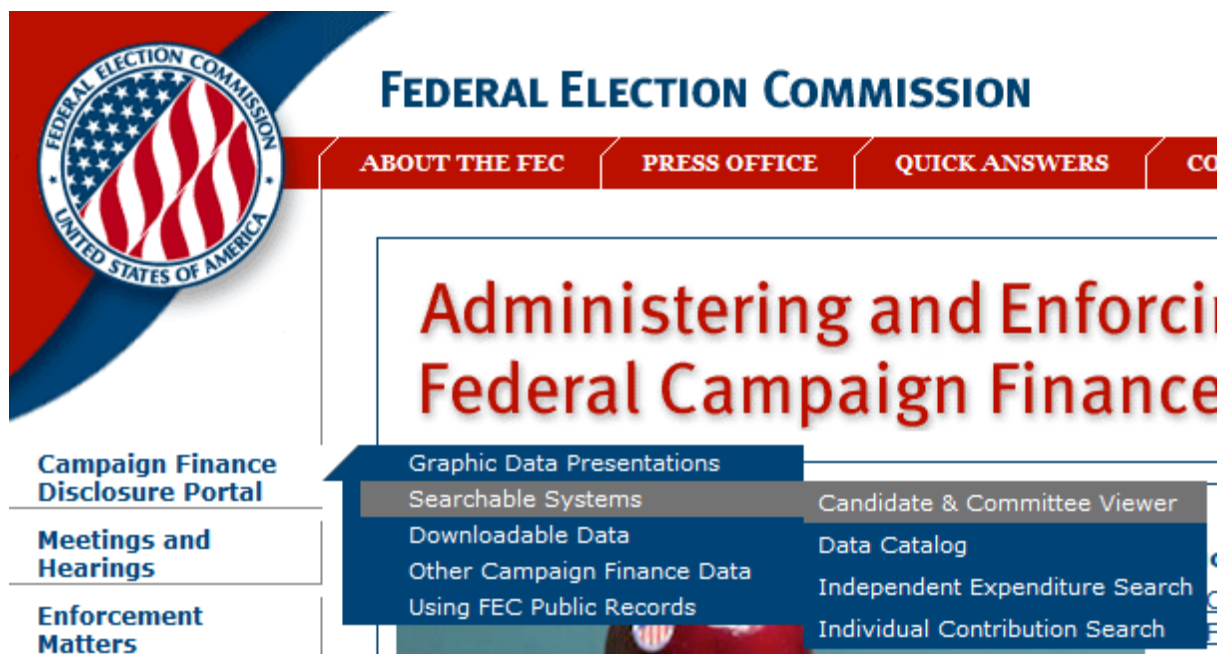 FEDERAL ELECTION COMMISSION
UNITED STATES OF AMERICA
FEDERAL ELECTION COMMISSION
ABOUT THE FEC
PRESS OFFICE
QUICK ANSWERS
CO
Administering and Enforcin
Federal Campaign Finance
Campaign Finance
Disclosure Portal
Meetings and
Hearings
Enforcement
Matters
Graphic Data Presentations
Searchable Systems
Downloadable Data
Other Campaign Finance Data
Using FEC Public Records
Candidate & Committee Viewer
Data Catalog
Independent Expenditure Search
Individual Contribution Search